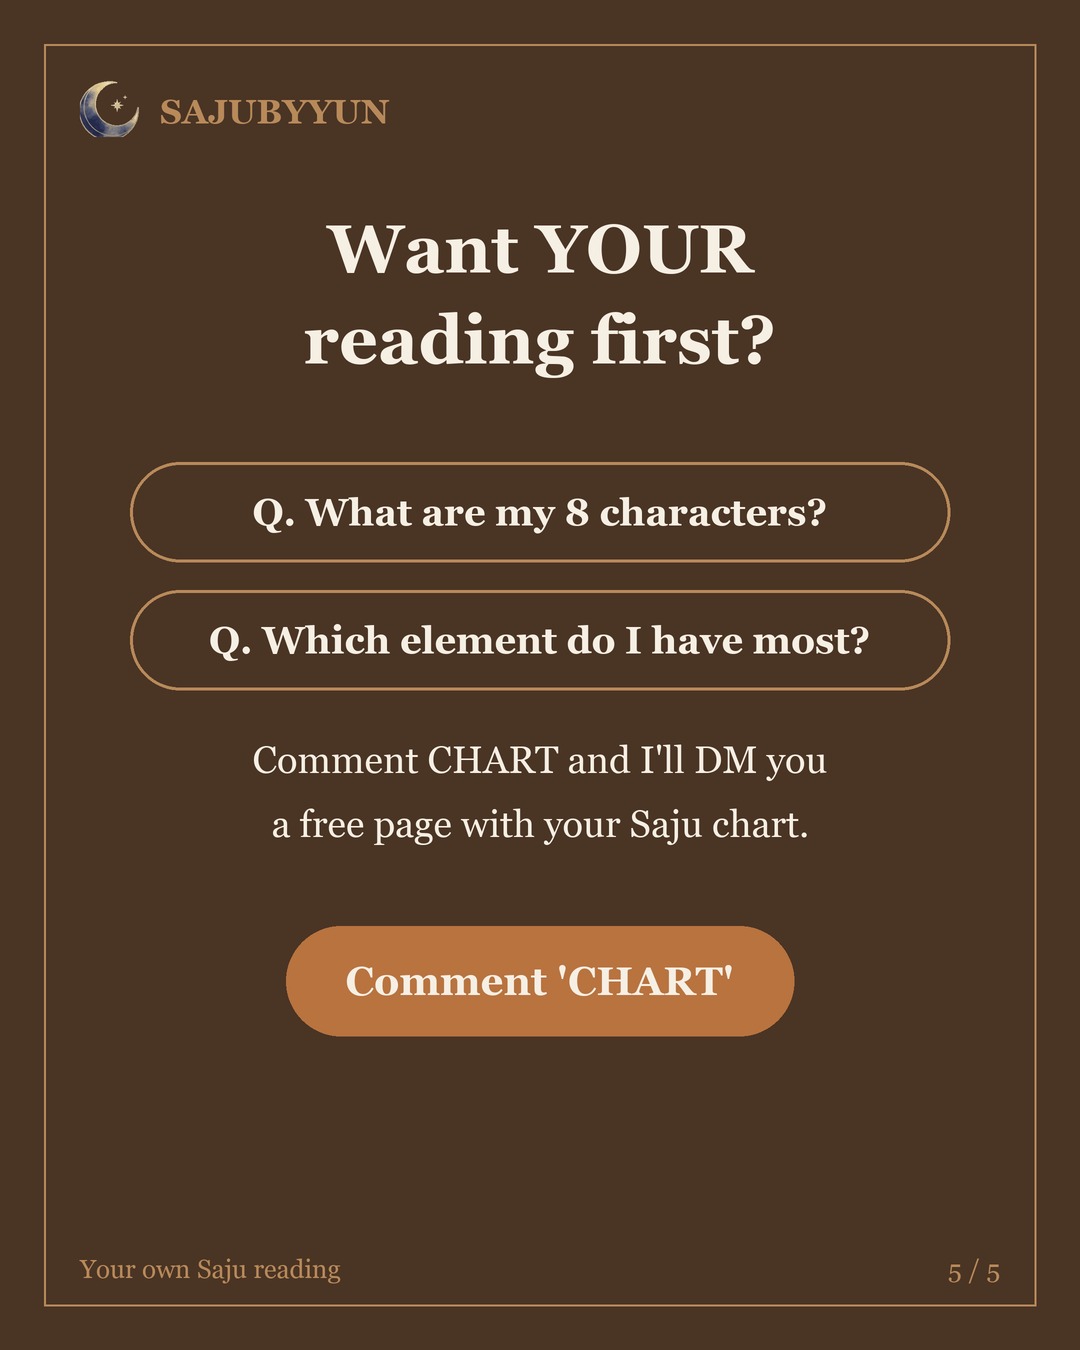 SAJUBYYUN
Want YOUR
reading first?
Q. What are my 8 characters?
Q. Which element do I have most?
Comment CHART and I'll DM you
a free page with your Saju chart.
Comment 'CHART'
Your own Saju reading
5 / 5